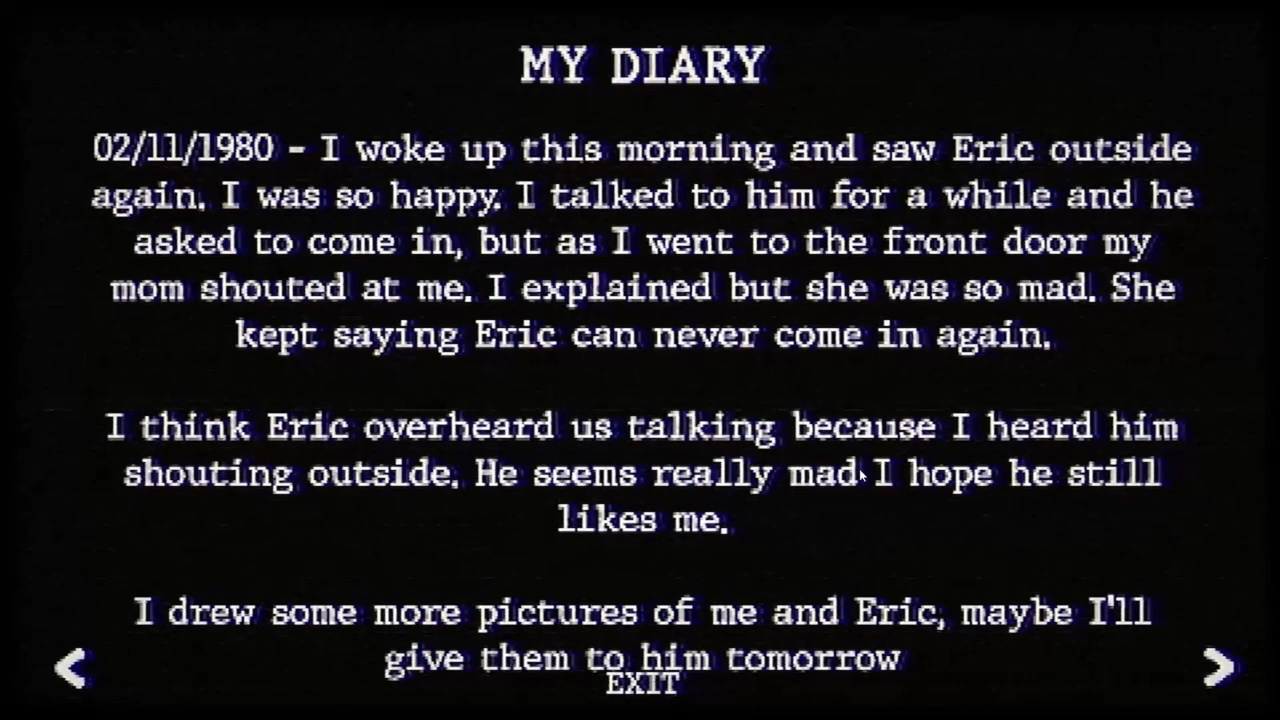 MY DIARY
02/11/1980 - I woke up this morning and saw Eric outside
again. I was so happy. I talked to him for a while and he
asked to come in, but as I went to the front door my
mom shouted at me. I explained but she was so mad. She
kept saying Eric can never come in again.
I think Eric overheard us talking because I heard him
shouting outside. He seems really mad I hope he still
likes me.
I drew some more pictures of me and Eric, maybe I'll
give them to him tomorrow
< EXIT >